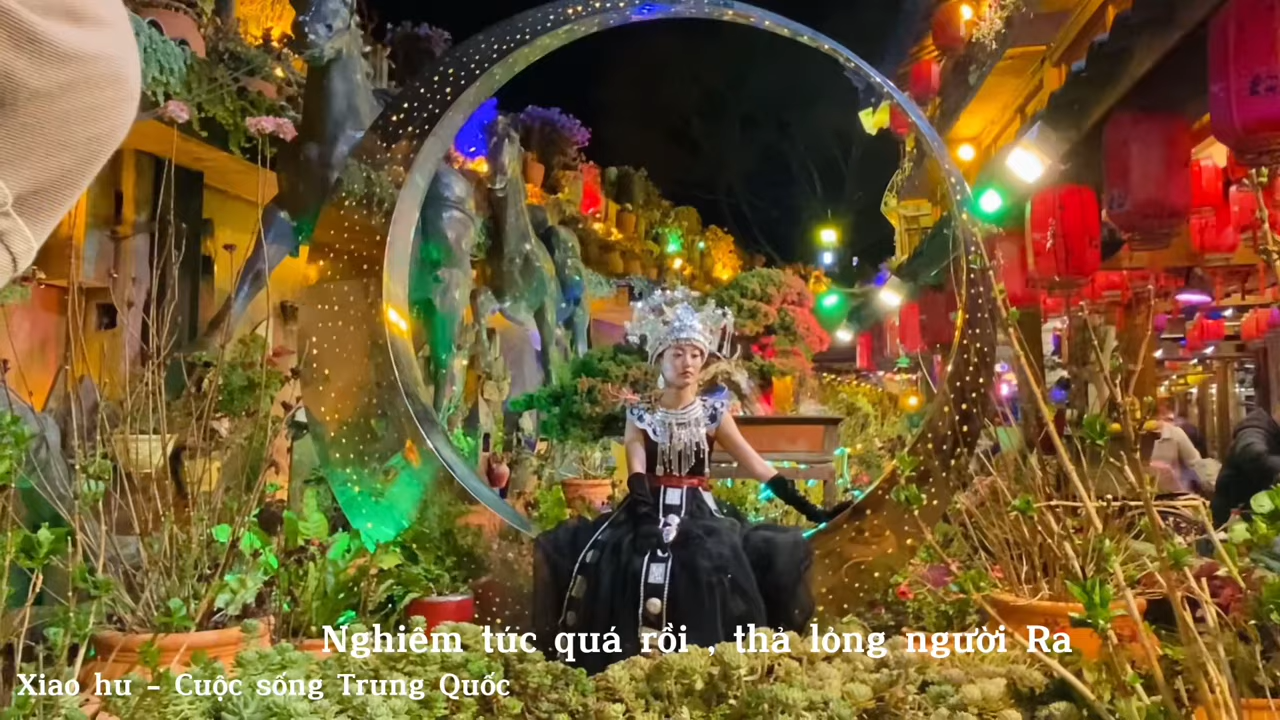 Nghiêm túc quá rồi , thả lỏng người Ra
Xiao hu – Cuộc sống Trung Quốc